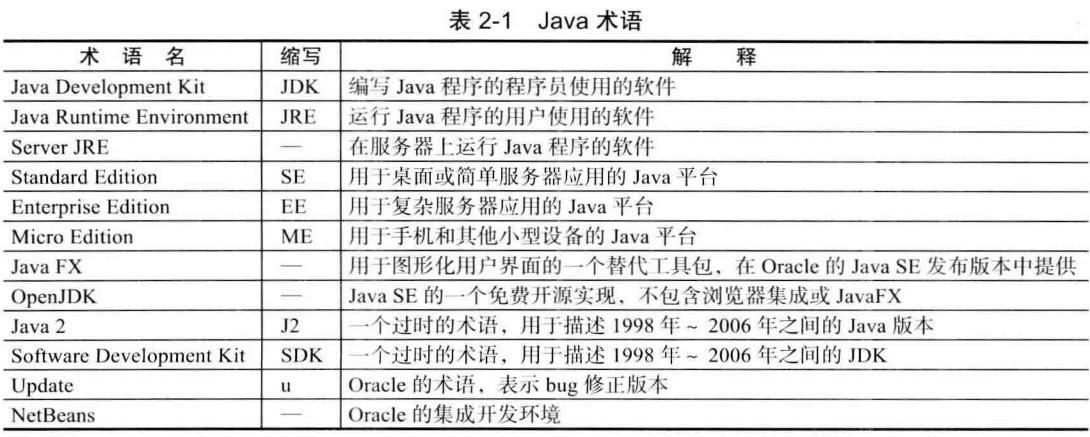 表 2-1 Java 术语
术 语 名 缩写 解 释
Java Development Kit JDK 编写 Java 程序的程序员使用的软件
Java Runtime Environment JRE 运行 Java 程序的用户使用的软件
Server JRE — 在服务器上运行 Java 程序的软件
Standard Edition SE 用于桌面或简单服务器应用的 Java 平台
Enterprise Edition EE 用于复杂服务器应用的 Java 平台
Micro Edition ME 用于手机和其他小型设备的 Java 平台
Java FX — 用于图形化用户界面的一个替代工具包，在 Oracle 的 Java SE 发布版本中提供
OpenJDK — Java SE 的一个免费开源实现，不包含浏览器集成或 JavaFX
Java 2 J2 一个过时的术语，用于描述 1998 年 ~ 2006 年之间的 Java 版本
Software Development Kit SDK 一个过时的术语，用于描述 1998 年 ~ 2006 年之间的 JDK
Update u Oracle 的术语，表示 bug 修正版本
NetBeans — Oracle 的集成开发环境